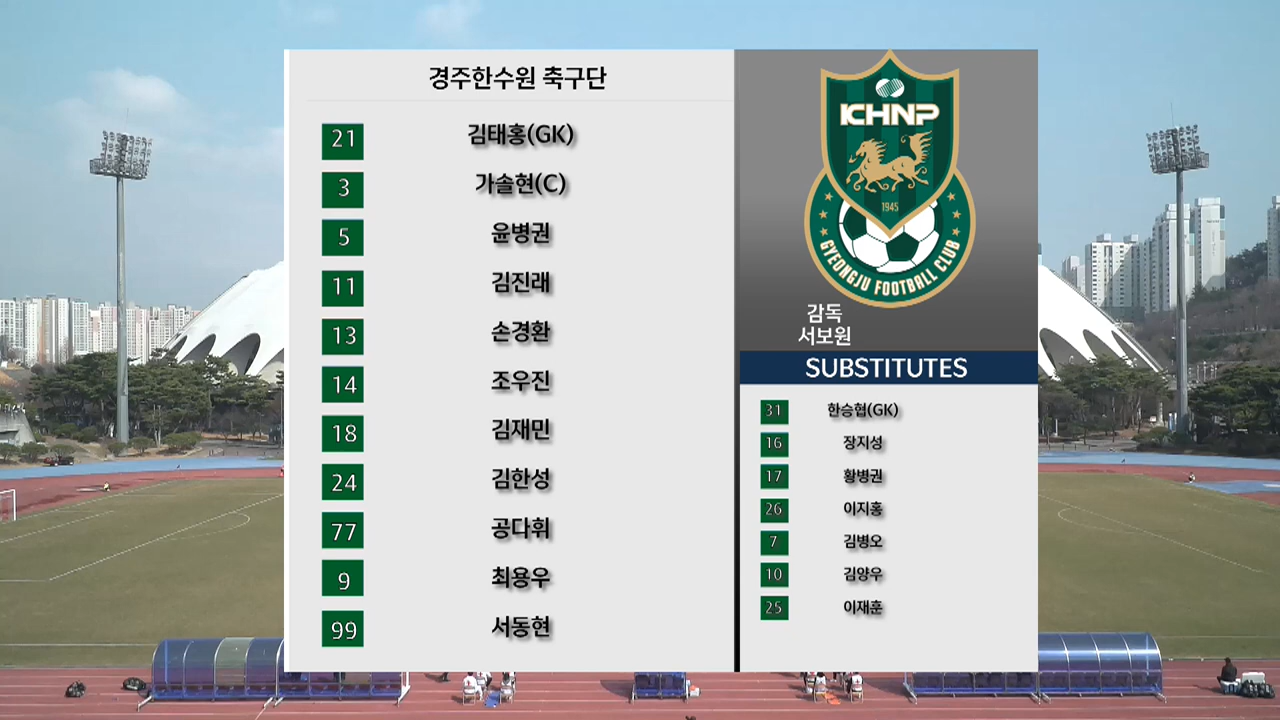 경주한수원 축구단
21 김태홍(GK)
3 가솔현(C)
5 윤병권
11 김진래
13 손경환
14 조우진
18 김재민
24 김한성
77 공다휘
9 최용우
99 서동현
KHNP
1945
GYEONGJU FOOTBALL CLUB
감독
서보원
SUBSTITUTES
31 한승협(GK)
16 장지성
17 황병권
26 이지홍
7 김병오
10 김양우
25 이재훈